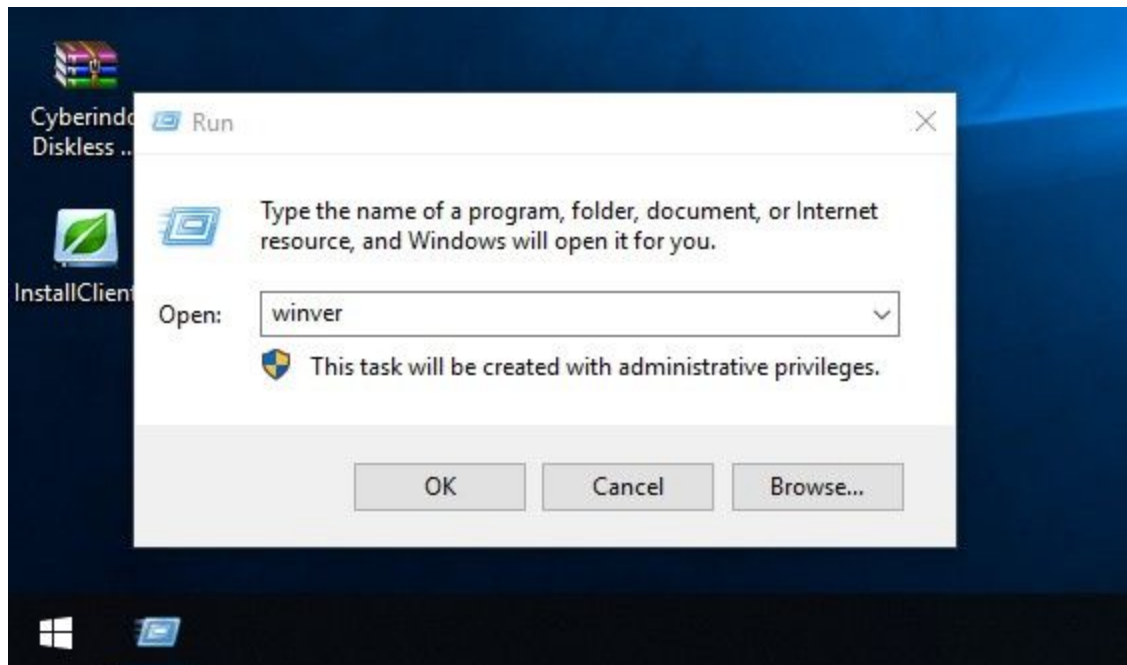 Cyberindo
Diskless ..
Run
Type the name of a program, folder, document, or Internet
resource, and Windows will open it for you.
InstallClient
Open:
winver
This task will be created with administrative privileges.
OK
Cancel
Browse...